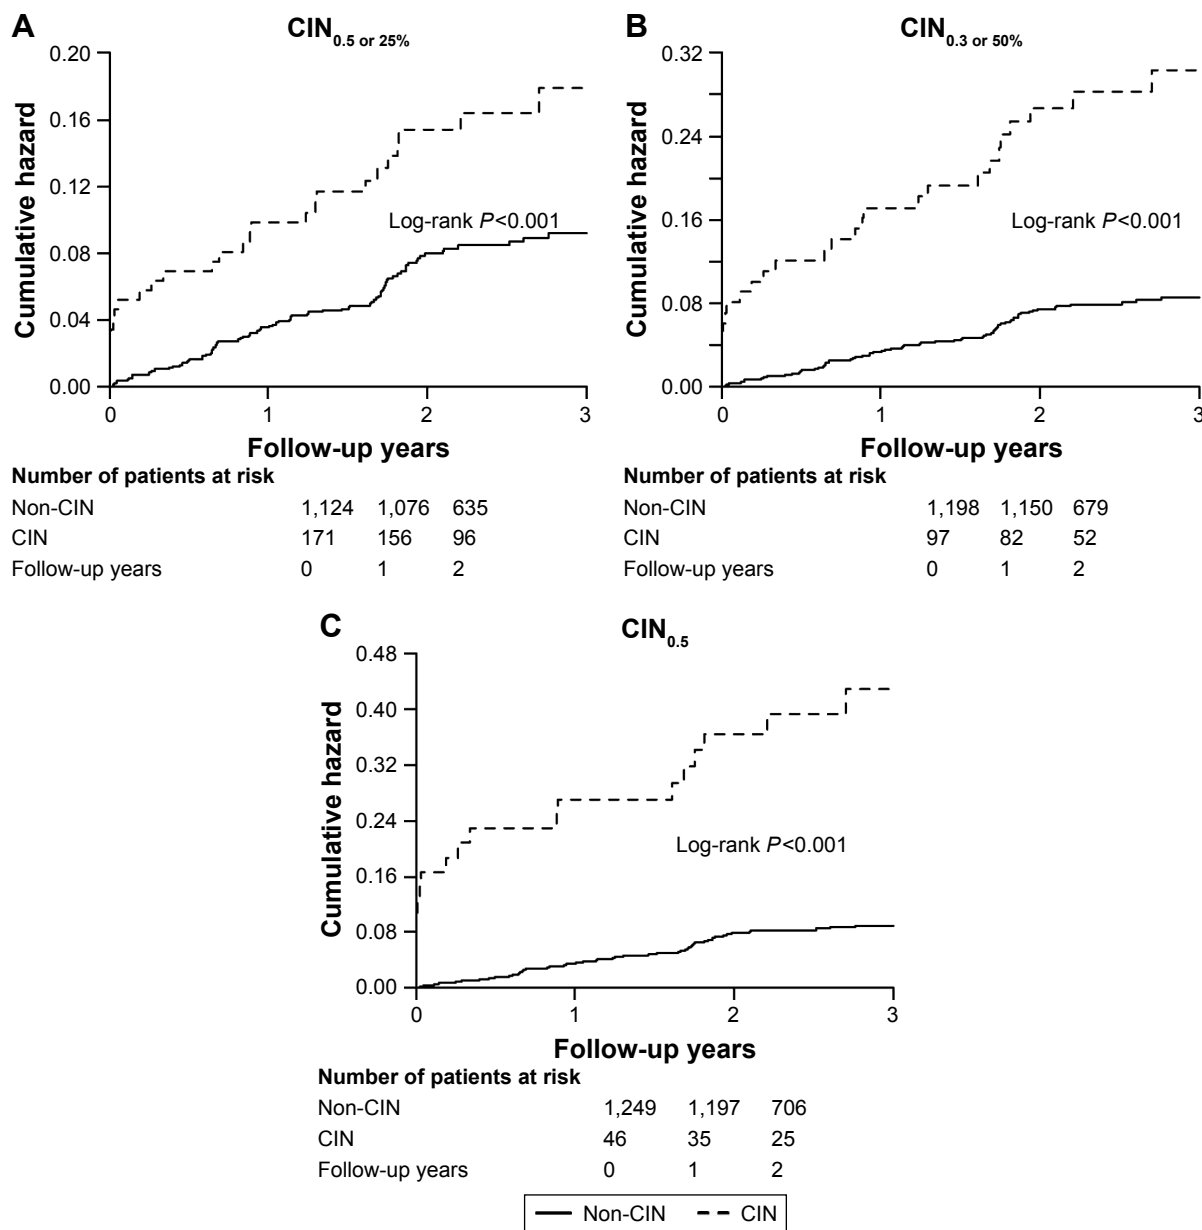 A
CIN0.5 or 25%
0.20
0.16
0.12
0.08
0.04
0.00
Cumulative hazard
Log-rank P<0.001
0 1 2 3
Follow-up years
Number of patients at risk
Non-CIN 1,124 1,076 635
CIN 171 156 96
Follow-up years 0 1 2
B
CIN0.3 or 50%
0.32
0.24
0.16
0.08
0.00
Cumulative hazard
Log-rank P<0.001
0 1 2 3
Follow-up years
Number of patients at risk
Non-CIN 1,198 1,150 679
CIN 97 82 52
Follow-up years 0 1 2
C
CIN0.5
0.48
0.40
0.32
0.24
0.16
0.08
0.00
Cumulative hazard
Log-rank P<0.001
0 1 2 3
Follow-up years
Number of patients at risk
Non-CIN 1,249 1,197 706
CIN 46 35 25
Follow-up years 0 1 2
Non-CIN CIN